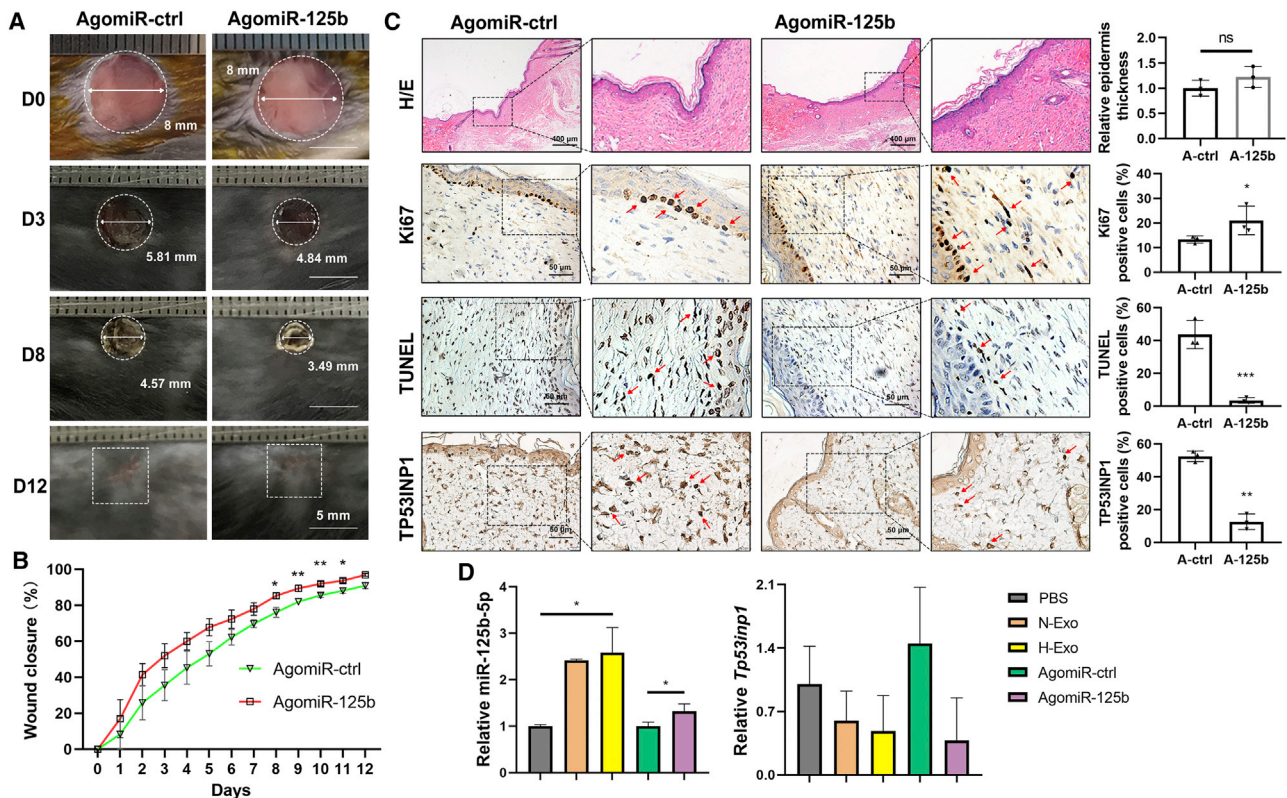 A
AgomiR-ctrl
AgomiR-125b
D0
8 mm
8 mm
D3
5.81 mm
4.84 mm
D8
4.57 mm
3.49 mm
D12
5 mm
B
Wound closure (%)
100
80
60
40
20
0
* ** ** *
AgomiR-ctrl
AgomiR-125b
0 1 2 3 4 5 6 7 8 9 10 11 12
Days
C
AgomiR-ctrl
AgomiR-125b
H/E
400 μm
400 μm
Relative epidermis
thickness
2.0
1.5
1.0
0.5
0.0
ns
A-ctrl A-125b
Ki67
50 μm
50 μm
Ki67
positive cells (%)
40
30
20
10
0
*
A-ctrl A-125b
TUNEL
50 μm
50 μm
TUNEL
positive cells (%)
60
40
20
0
***
A-ctrl A-125b
TP53INP1
50 μm
50 μm
TP53INP1
positive cells (%)
60
40
20
0
**
A-ctrl A-125b
D
Relative miR-125b-5p
4
3
2
1
0
*
*
Relative Tp53inp1
2.1
1.4
0.7
0.0
PBS
N-Exo
H-Exo
AgomiR-ctrl
AgomiR-125b